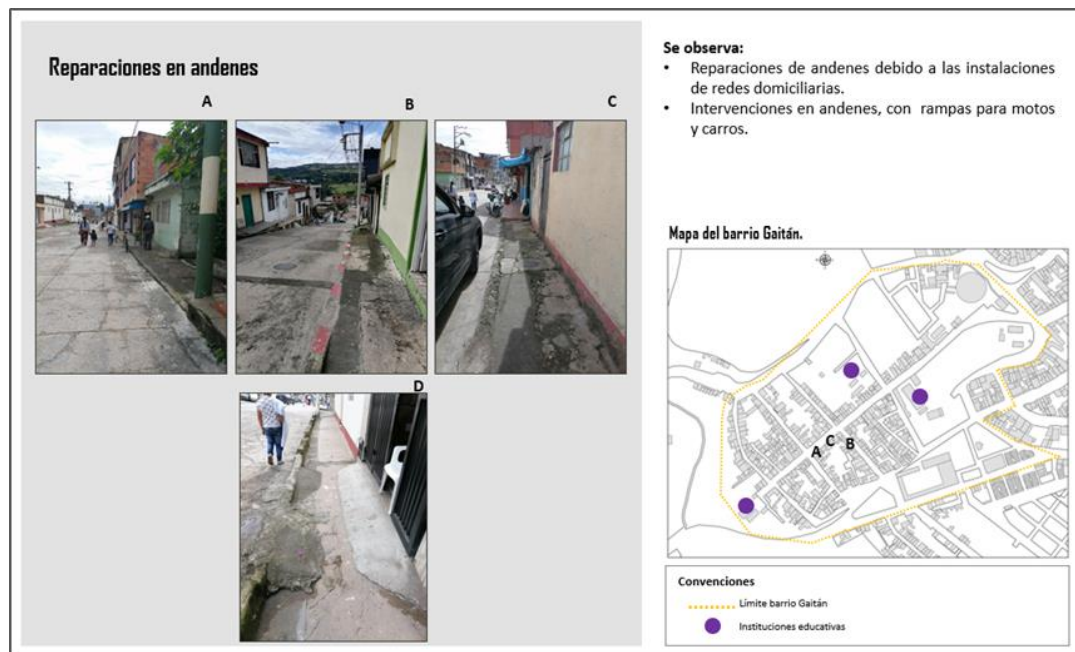 Reparaciones en andenes
A
B
C
D
Se observa:
• Reparaciones de andenes debido a las instalaciones
de redes domiciliarias.
• Intervenciones en andenes, con rampas para motos
y carros.
Mapa del barrio Gaitán.
A
C
B
Convenciones
Límite barrio Gaitán
Instituciones educativas